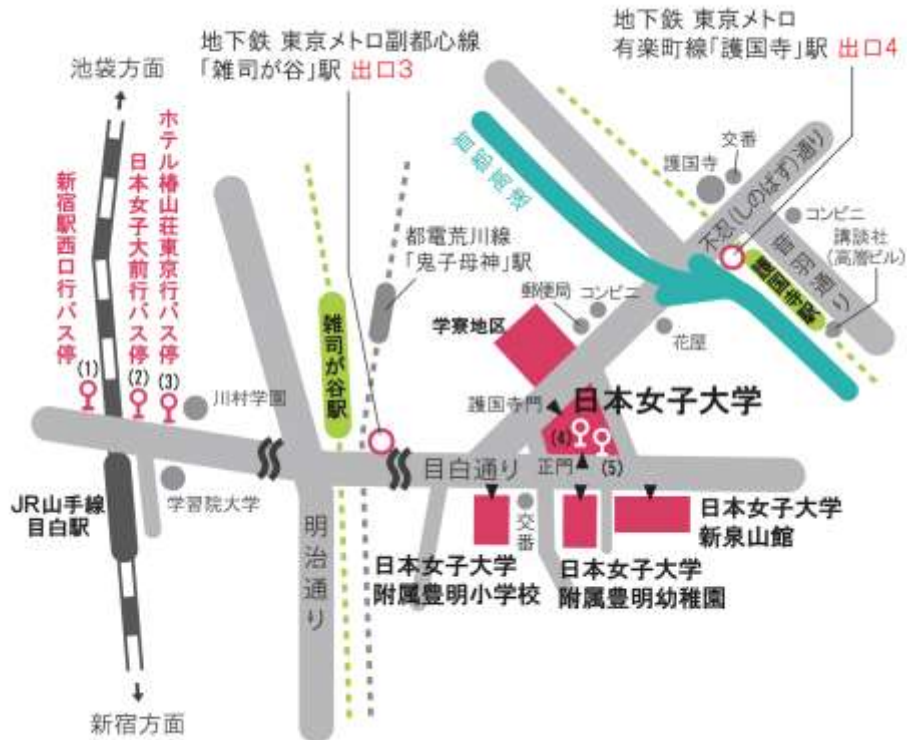 地下鉄 東京メトロ副都心線
「雑司が谷」駅 出口3
地下鉄 東京メトロ
有楽町線「護国寺」駅 出口4
池袋方面
新宿駅西口行バス停
日本女子大前行バス停
ホテル椿山荘東京行バス停
(1)
(2)
(3)
川村学園
学習院大学
JR山手線
目白駅
新宿方面
雑司が谷駅
都電荒川線
「鬼子母神」駅
首都高速
護国寺
交番
不忍(しのばず)通り
コンビニ
講談社
(高層ビル)
音羽通り
護国寺駅
郵便局
コンビニ
花屋
学寮地区
護国寺門
日本女子大学
(4)
(5)
目白通り
正門
明治通り
交番
日本女子大学
附属豊明小学校
日本女子大学
附属豊明幼稚園
日本女子大学
新泉山館